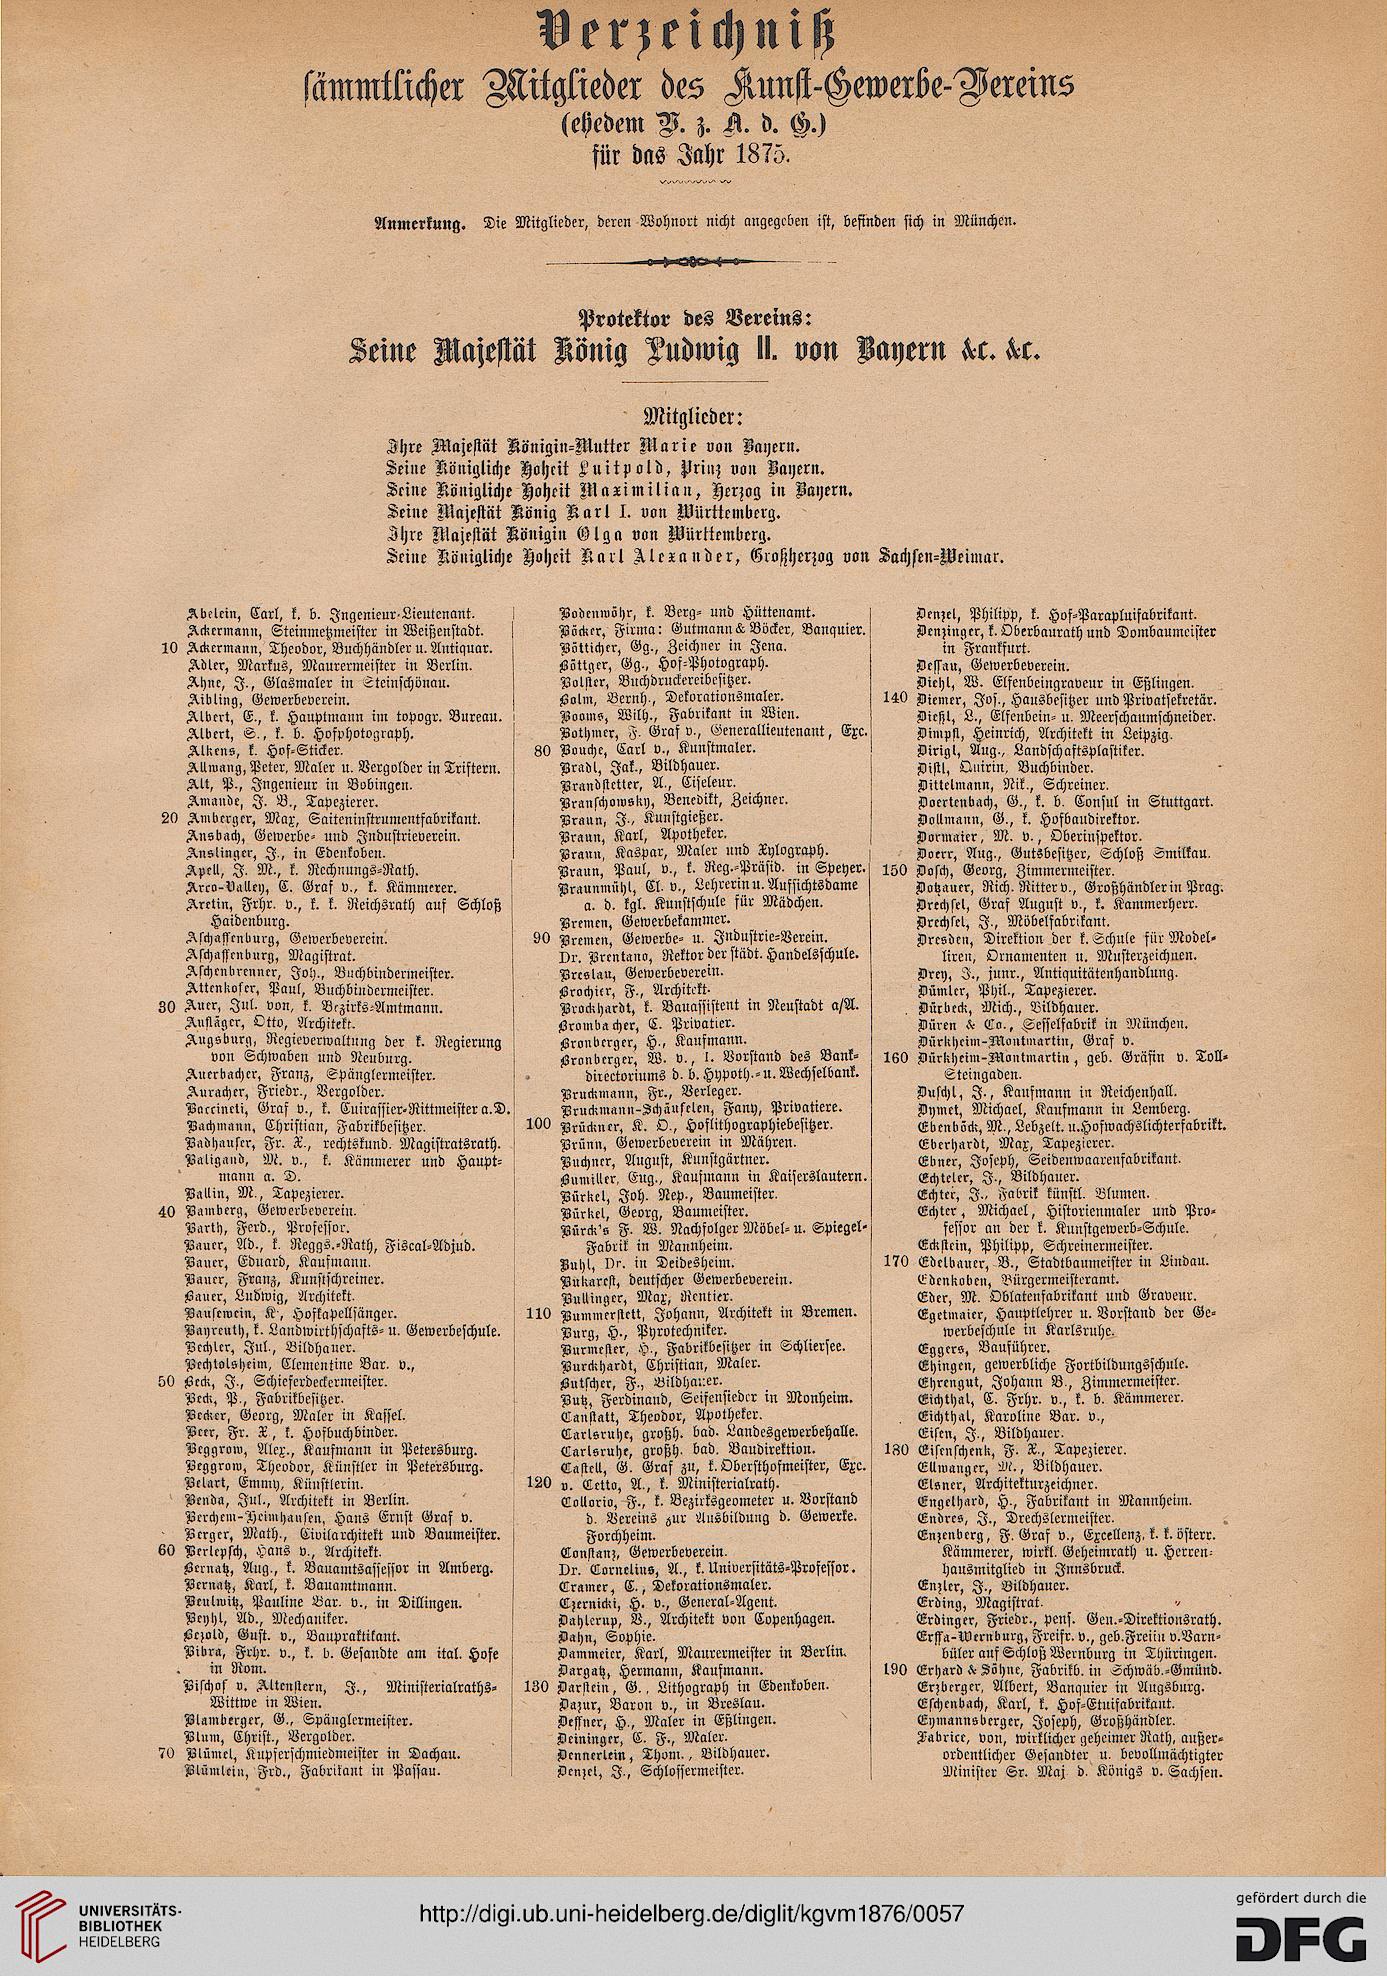 Verzeichniß
sämmtlicher Mitglieder des Kunst-Gewerbe-Vereins
(ehedem V. z. A. d. G.)
für das Jahr 1875.
Anmerkung. Die Mitglieder, deren Wohnort nicht angegeben ist, befinden sich in München.
Protektor des Vereins:
Seine Majestät König Ludwig II. von Bayern &c. &c.
Mitglieder:
Ihre Majestät Königin-Mutter Marie von Bayern.
Seine Königliche Hoheit Luitpold, Prinz von Bayern.
Seine Königliche Hoheit Maximilian, Herzog in Bayern.
Seine Majestät König Karl I. von Württemberg.
Ihre Majestät Königin Olga von Württemberg.
Seine Königliche Hoheit Karl Alexander, Großherzog von Sachsen-Weimar.
Abelein, Carl, k. b. Ingenieur-Lieutenant.
Ackermann, Steinmetzmeister in Weißenstadt.
10 Ackermann, Theodor, Buchhändler u. Antiquar.
Adler, Markus, Maurermeister in Berlin.
Ahne, J., Glasmaler in Steinschönau.
Aibling, Gewerbeverein.
Albert, E., k. Hauptmann im topogr. Bureau.
Albert, S., k. b. Hofphotograph.
Alkens, k. Hof-Sticker.
Allwang, Peter, Maler u. Vergolder in Triftern.
Alt, P., Ingenieur in Bobingen.
Amande, J. B., Tapezierer.
20 Amberger, Max, Saiteninstrumentfabrikant.
Ansbach, Gewerbe- und Industrieverein.
Anslinger, J., in Edenkoben.
Apell, J. M., k. Rechnungs-Rath.
Arco-Valley, C. Graf v., k. Kämmerer.
Aretin, Frhr. v., k. k. Reichsrath auf Schloß
Haidenburg.
Aschaffenburg, Gewerbeverein.
Aschaffenburg, Magistrat.
Aschenbrenner, Joh., Buchbindermeister.
Attenkofer, Paul, Buchbindermeister.
30 Auer, Jul. von, k. Bezirks-Amtmann.
Aufläger, Otto, Architekt.
Augsburg, Regieverwaltung der k. Regierung
von Schwaben und Neuburg.
Auerbacher, Franz, Spänglermeister.
Auracher, Friedr., Vergolder.
Baccineti, Graf v., k. Cuirassier-Rittmeister a. D.
Bachmann, Christian, Fabrikbesitzer.
Badhauser, Fr. X., rechtskund. Magistratsrath.
Baligand, M. v., k. Kämmerer und Haupt-
mann a. D.
Ballin, M., Tapezierer.
40 Bamberg, Gewerbeverein.
Barth, Ferd., Professor.
Bauer, Ad., k. Reggs.-Rath, Fiscal-Adjud.
Bauer, Eduard, Kaufmann.
Bauer, Franz, Kunstschreiner.
Bauer, Ludwig, Architekt.
Bausewein, K, Hofkapellsänger.
Bayreuth, k. Landwirthschafts- u. Gewerbeschule.
Bechler, Jul., Bildhauer.
Bechtolsheim, Clementine Bar. v.,
50 Beck, J., Schieferdeckermeister.
Beck, P., Fabrikbesitzer.
Becker, Georg, Maler in Kassel.
Beer, Fr. X, k. Hofbuchbinder.
Beggrow, Alex., Kaufmann in Petersburg.
Beggrow, Theodor, Künstler in Petersburg.
Belart, Emmy, Künstlerin.
Benda, Jul., Architekt in Berlin.
Berchem-Heimhausen, Hans Ernst Graf v.
Berger, Math., Civilarchitekt und Baumeister.
60 Berlepsch, Hans v., Architekt.
Bernatz, Aug., k. Bauamtsassessor in Amberg.
Bernatz, Karl, k. Bauamtmann.
Beulwitz, Pauline Bar. v., in Dillingen.
Beyhl, Ad., Mechaniker.
Bezold, Gust. v., Baupraktikant.
Bibra, Frhr. v., k. b. Gesandte am ital. Hofe
in Rom.
Bischof v. Altenstern, J., Ministerialraths-
Wittwe in Wien.
Blamberger, G., Spänglermeister.
Blum, Christ., Vergolder.
70 Blümel, Kupferschmiedmeister in Dachau.
Blümlein, Frd., Fabrikant in Passau.
Bodenwöhr, k. Berg- und Hüttenamt.
Böcker, Firma: Gutmann & Böcker, Banquier.
Bötticher, Gg., Zeichner in Jena.
Böttger, Gg., Hof-Photograph.
Bolster, Buchdruckereibesitzer.
Bolm, Bernh., Dekorationsmaler.
Booms, Wilh., Fabrikant in Wien.
Bothmer, F. Graf v., Generallieutenant, Exc.
80 Bouche, Carl v., Kunstmaler.
Bradl, Jak., Bildhauer.
Brandstetter, A., Ciseleur.
Branschowsky, Benedikt, Zeichner.
Braun, J., Kunstgießer.
Braun, Karl, Apotheker.
Braun, Kaspar, Maler und Xylograph.
Braun, Paul, v., k. Reg.-Präsid. in Speyer.
Braunmühl, Cl. v., Lehrerin u. Aufsichtsdame
a. d. kgl. Kunstschule für Mädchen.
Bremen, Gewerbekammer.
90 Bremen, Gewerbe- u. Industrie-Verein.
Dr. Brentano, Rektor der städt. Handelsschule.
Breslau, Gewerbeverein.
Brochier, F., Architekt.
Brockhardt, k. Bauassistent in Neustadt a/A.
Brombacher, C. Privatier.
Bronberger, H., Kaufmann.
Bronberger, W. v., I. Vorstand des Bank-
directoriums d. b. Hypoth.- u. Wechselbank.
Bruckmann, Fr., Verleger.
Bruckmann-Schäufelen, Fany, Privatiere.
100 Brückner, K. O., Hoflithographiebesitzer.
Brünn, Gewerbeverein in Mähren.
Buchner, August, Kunstgärtner.
Bumiller, Eug., Kaufmann in Kaiserslautern.
Bürkel, Joh. Nep., Baumeister.
Bürkel, Georg, Baumeister.
Bürck's F. W. Nachfolger Möbel- u. Spiegel-
Fabrik in Mannheim.
Buhl, Dr. in Deidesheim.
Bukarest, deutscher Gewerbeverein.
Bullinger, Max, Rentier.
110 Bummerstett, Johann, Architekt in Bremen.
Burg, H., Pyrotechniker.
Burmester, H., Fabrikbesitzer in Schliersee.
Burckhardt, Christian, Maler.
Butscher, F., Bildhauer.
Butz, Ferdinand, Seifensieder in Monheim.
Canstatt, Theodor, Apotheker.
Carlsruhe, großh. bad. Landesgewerbehalle.
Carlsruhe, großh. bad. Baudirektion.
Castell, G. Graf zu, k. Obersthofmeister, Exc.
120 v. Cetto, A., k. Ministerialrath.
Collorio, F., k. Bezirksgeometer u. Vorstand
d. Vereins zur Ausbildung d. Gewerke.
Forchheim.
Constanz, Gewerbeverein.
Dr. Cornelius, A., k. Universitäts-Professor.
Cramer, C., Dekorationsmaler.
Czernicki, H. v., General-Agent.
Dahlerup, V., Architekt von Copenhagen.
Dahn, Sophie.
Dammeier, Karl, Maurermeister in Berlin.
Dargatz, Hermann, Kaufmann.
130 Darstein, G., Lithograph in Edenkoben.
Dazur, Baron v., in Breslau.
Deffner, H., Maler in Eßlingen.
Deininger, C. F., Maler.
Dennerlein, Thom., Bildhauer.
Denzel, J., Schlossermeister.
Denzel, Philipp, k. Hof-Parapluifabrikant.
Denzinger, k. Oberbaurath und Dombaumeister
in Frankfurt.
Dessau, Gewerbeverein.
Diehl, W. Elfenbeingraveur in Eßlingen.
140 Diemer, Jos., Hausbesitzer und Privatsekretär.
Dießl, L., Elfenbein- u. Meerschaumschneider.
Dimpfl, Heinrich, Architekt in Leipzig.
Dirigl, Aug., Landschaftsplastiker.
Distl, Quirin, Buchbinder.
Dittelmann, Nik., Schreiner.
Doertenbach, G., k. b. Consul in Stuttgart.
Dollmann, G., k. Hofbaudirektor.
Dormaier, M. v., Oberinspektor.
Doerr, Aug., Gutsbesitzer, Schloß Smilkau.
150 Dosch, Georg, Zimmermeister.
Dotzauer, Rich. Ritter v., Großhändler in Prag.
Drechsel, Graf August v., k. Kammerherr.
Drechsel, J., Möbelfabrikant.
Dresden, Direktion der k. Schule für Model-
liren, Ornamenten u. Musterzeichnen.
Drey, J., junr., Antiquitätenhandlung.
Dümler, Phil., Tapezierer.
Dürbeck, Mich., Bildhauer.
Düren & Co., Sesselfabrik in München.
Dürkheim-Montmartin, Graf v.
160 Dürkheim-Montmartin, geb. Gräfin v. Toll-
Steingaden.
Duschl, J., Kaufmann in Reichenhall.
Dymet, Michael, Kaufmann in Lemberg.
Ebenböck, M., Lebzelt. u. Hofwachslichterfabrikt.
Eberhardt, Max, Tapezierer.
Ebner, Joseph, Seidenwaarenfabrikant.
Echteler, J., Bildhauer.
Echter, J., Fabrik künstl. Blumen.
Echter, Michael, Historienmaler und Pro-
fessor an der k. Kunstgewerb-Schule.
Eckstein, Philipp, Schreinermeister.
170 Edelbauer, B., Stadtbaumeister in Lindau.
Edenkoben, Bürgermeisteramt.
Eder, M. Oblatenfabrikant und Graveur.
Egetmaier, Hauptlehrer u. Vorstand der Ge-
werbeschule in Karlsruhe.
Eggers, Bauführer.
Ehingen, gewerbliche Fortbildungsschule.
Ehrengut, Johann B., Zimmermeister.
Eichthal, C. Frhr. v., k. b. Kämmerer.
Eichthal, Karoline Bar. v.,
Eisen, J., Bildhauer.
180 Eisenschenk, F. X., Tapezierer.
Ellwanger, M., Bildhauer.
Elsner, Architekturzeichner.
Engelhard, H., Fabrikant in Mannheim.
Endres, J., Drechslermeister.
Enzenberg, F. Graf v., Excellenz, k. k. österr.
Kämmerer, wirkl. Geheimrath u. Herren-
hausmitglied in Innsbruck.
Enzler, J., Bildhauer.
Erding, Magistrat.
Erdinger, Friedr., pens. Gen.-Direktionsrath.
Erffa-Wernburg, Freifr. v., geb. Freiin v. Varn-
büler auf Schloß Wernburg in Thüringen.
190 Erhard & Söhne, Fabrikb. in Schwäb.-Gmünd.
Erzberger, Albert, Banquier in Augsburg.
Eschenbach, Karl, k. Hof-Etuifabrikant.
Eymannsberger, Joseph, Großhändler.
Fabrice, von, wirklicher geheimer Rath, außer-
ordentlicher Gesandter u. bevollmächtigter
Minister Sr. Maj d. Königs v. Sachsen.
UNIVERSITÄTS-
BIBLIOTHEK
HEIDELBERG
http://digi.ub.uni-heidelberg.de/diglit/kgvm1876/0057
gefördert durch die
DFG